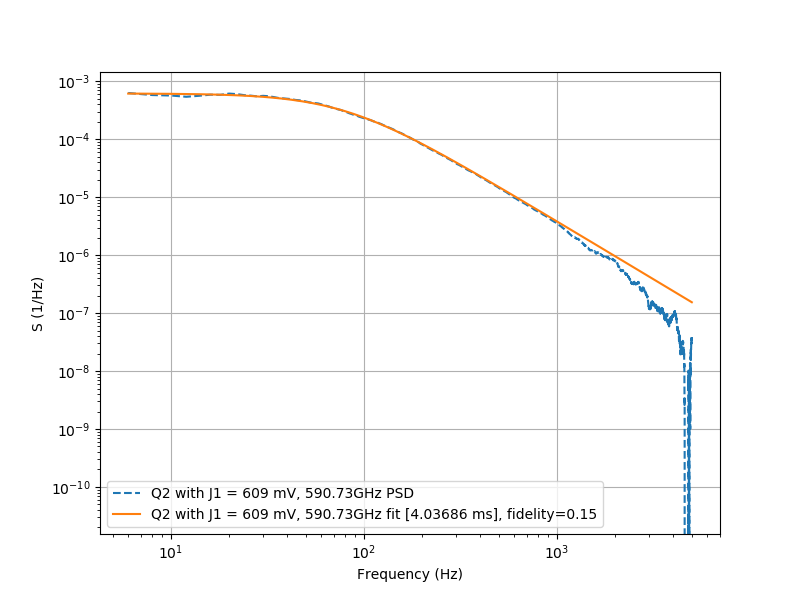 10⁻³
10⁻⁴
10⁻⁵
10⁻⁶
10⁻⁷
10⁻⁸
10⁻⁹
10⁻¹⁰
S (1/Hz)
Q2 with J1 = 609 mV, 590.73GHz PSD
Q2 with J1 = 609 mV, 590.73GHz fit [4.03686 ms], fidelity=0.15
10¹ 10² 10³
Frequency (Hz)